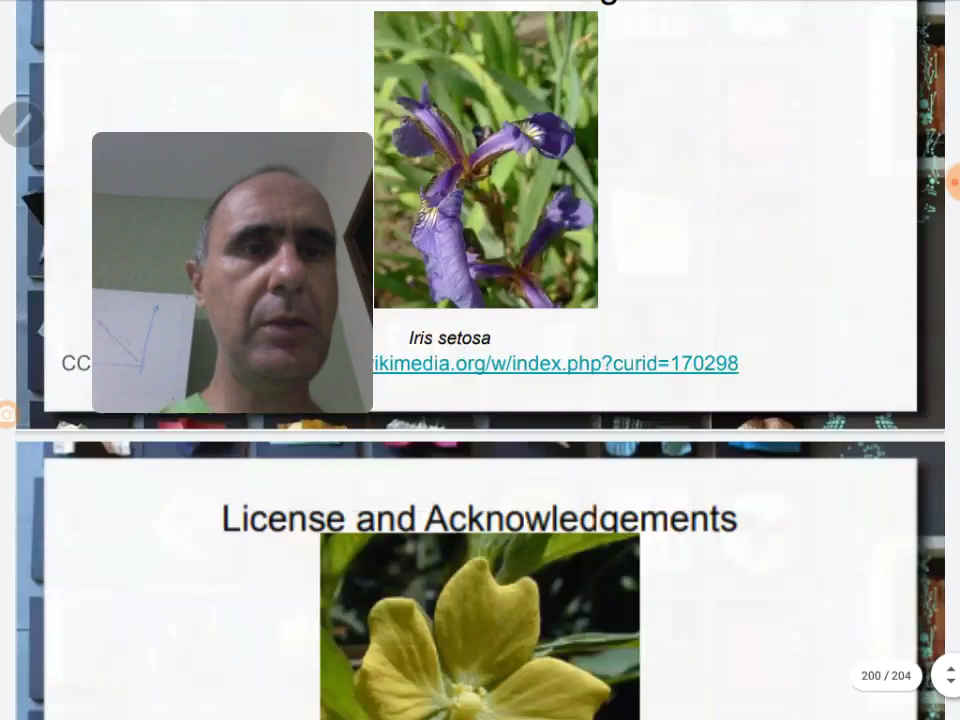 Iris setosa
CC
ikimedia.org/w/index.php?curid=170298
License and Acknowledgements
200 / 204